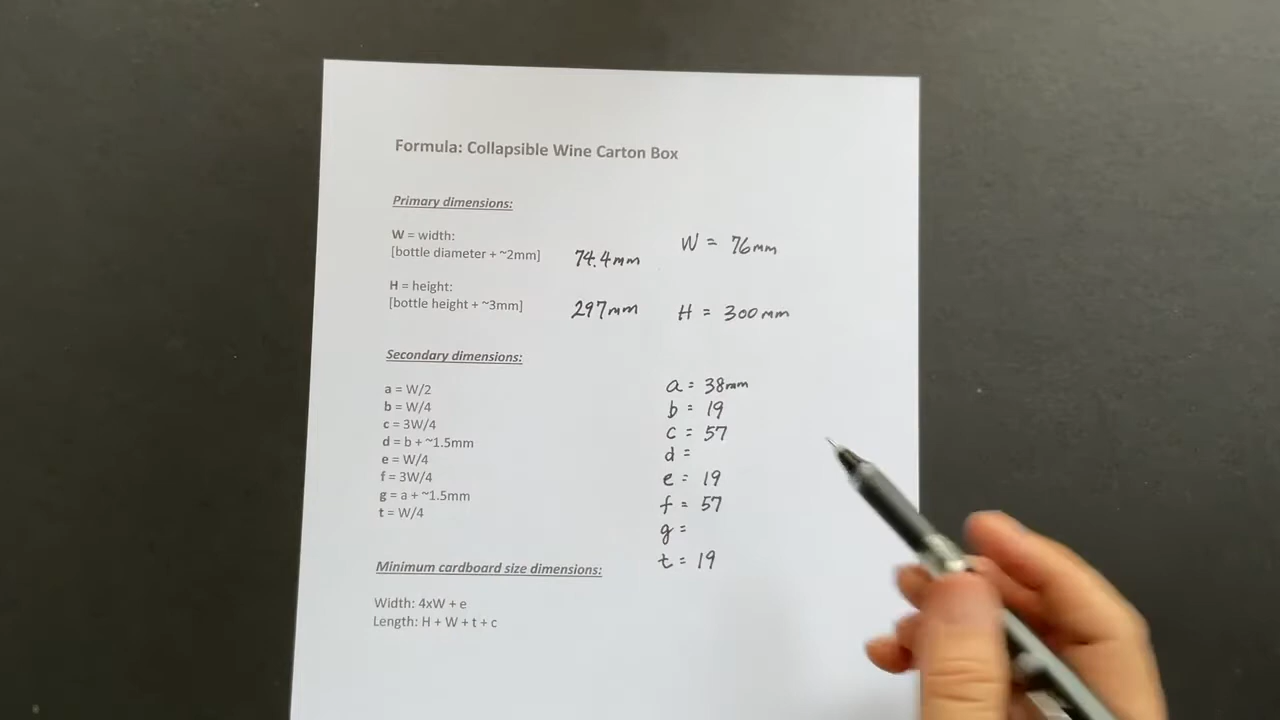 Formula: Collapsible Wine Carton Box
Primary dimensions:
W = width:
[bottle diameter + ~2mm] 74.4mm W = 76mm
H = height:
[bottle height + ~3mm] 297mm H = 300mm
Secondary dimensions:
a = W/2 a = 38mm
b = W/4 b = 19
c = 3W/4 c = 57
d = b + ~1.5mm d =
e = W/4 e = 19
f = 3W/4 f = 57
g = a + ~1.5mm g =
t = W/4 t = 19
Minimum cardboard size dimensions:
Width: 4xW + e
Length: H + W + t + c